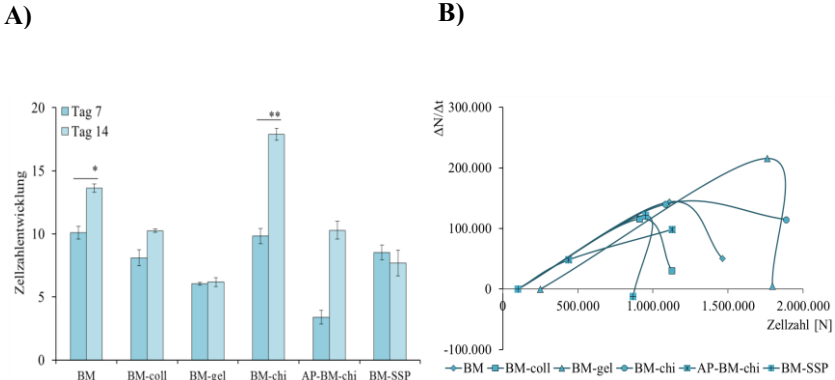 A)
B)
Zellzahlentwicklung
20
15
10
5
0
Tag 7
Tag 14
*
**
BM
BM-coll
BM-gel
BM-chi
AP-BM-chi
BM-SSP
ΔN/Δt
300.000
200.000
100.000
0
-100.000
0
500.000
1.000.000
1.500.000
2.000.000
Zellzahl [N]
BM
BM-coll
BM-gel
BM-chi
AP-BM-chi
BM-SSP